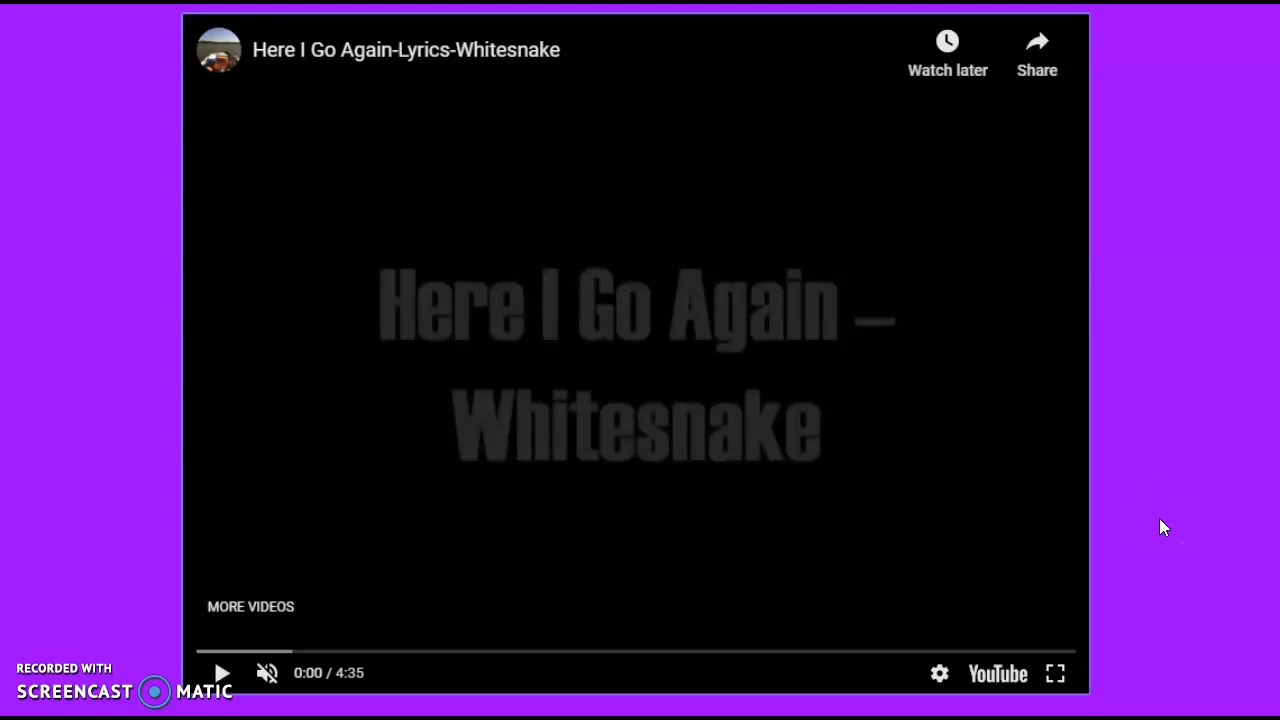 Here I Go Again-Lyrics-Whitesnake
Watch later
Share
Here I Go Again –
Whitesnake
MORE VIDEOS
0:00 / 4:35
YouTube
RECORDED WITH
SCREENCAST MATIC